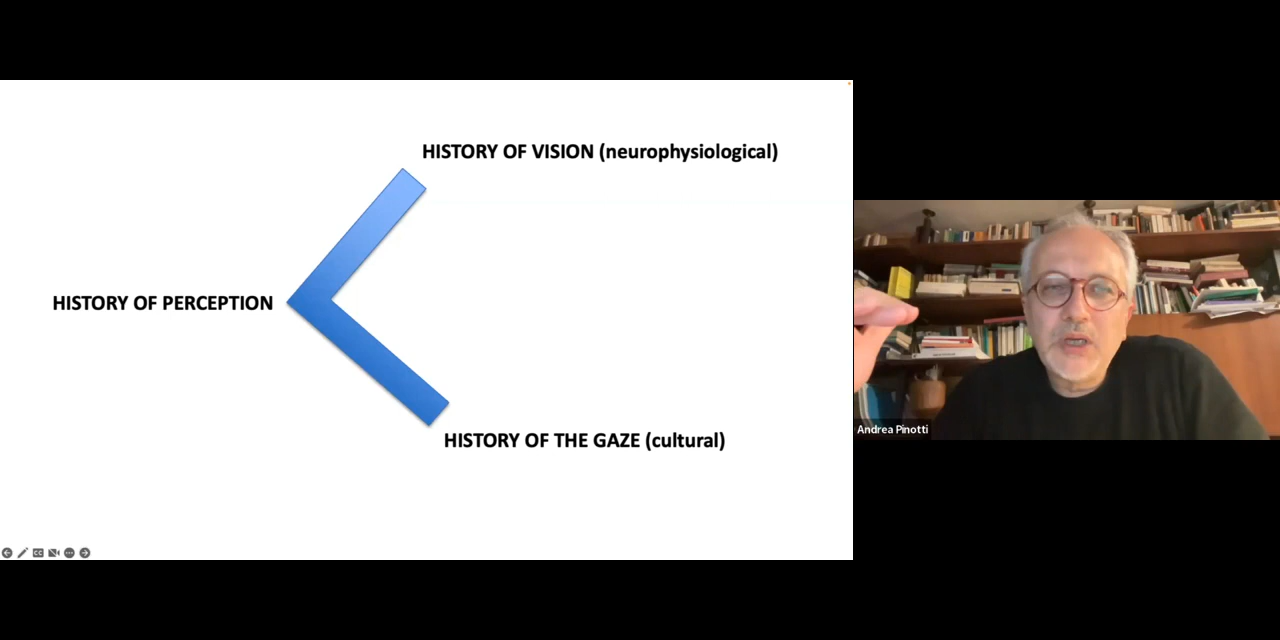 HISTORY OF VISION (neurophysiological)
HISTORY OF PERCEPTION
HISTORY OF THE GAZE (cultural)
Andrea Pinotti